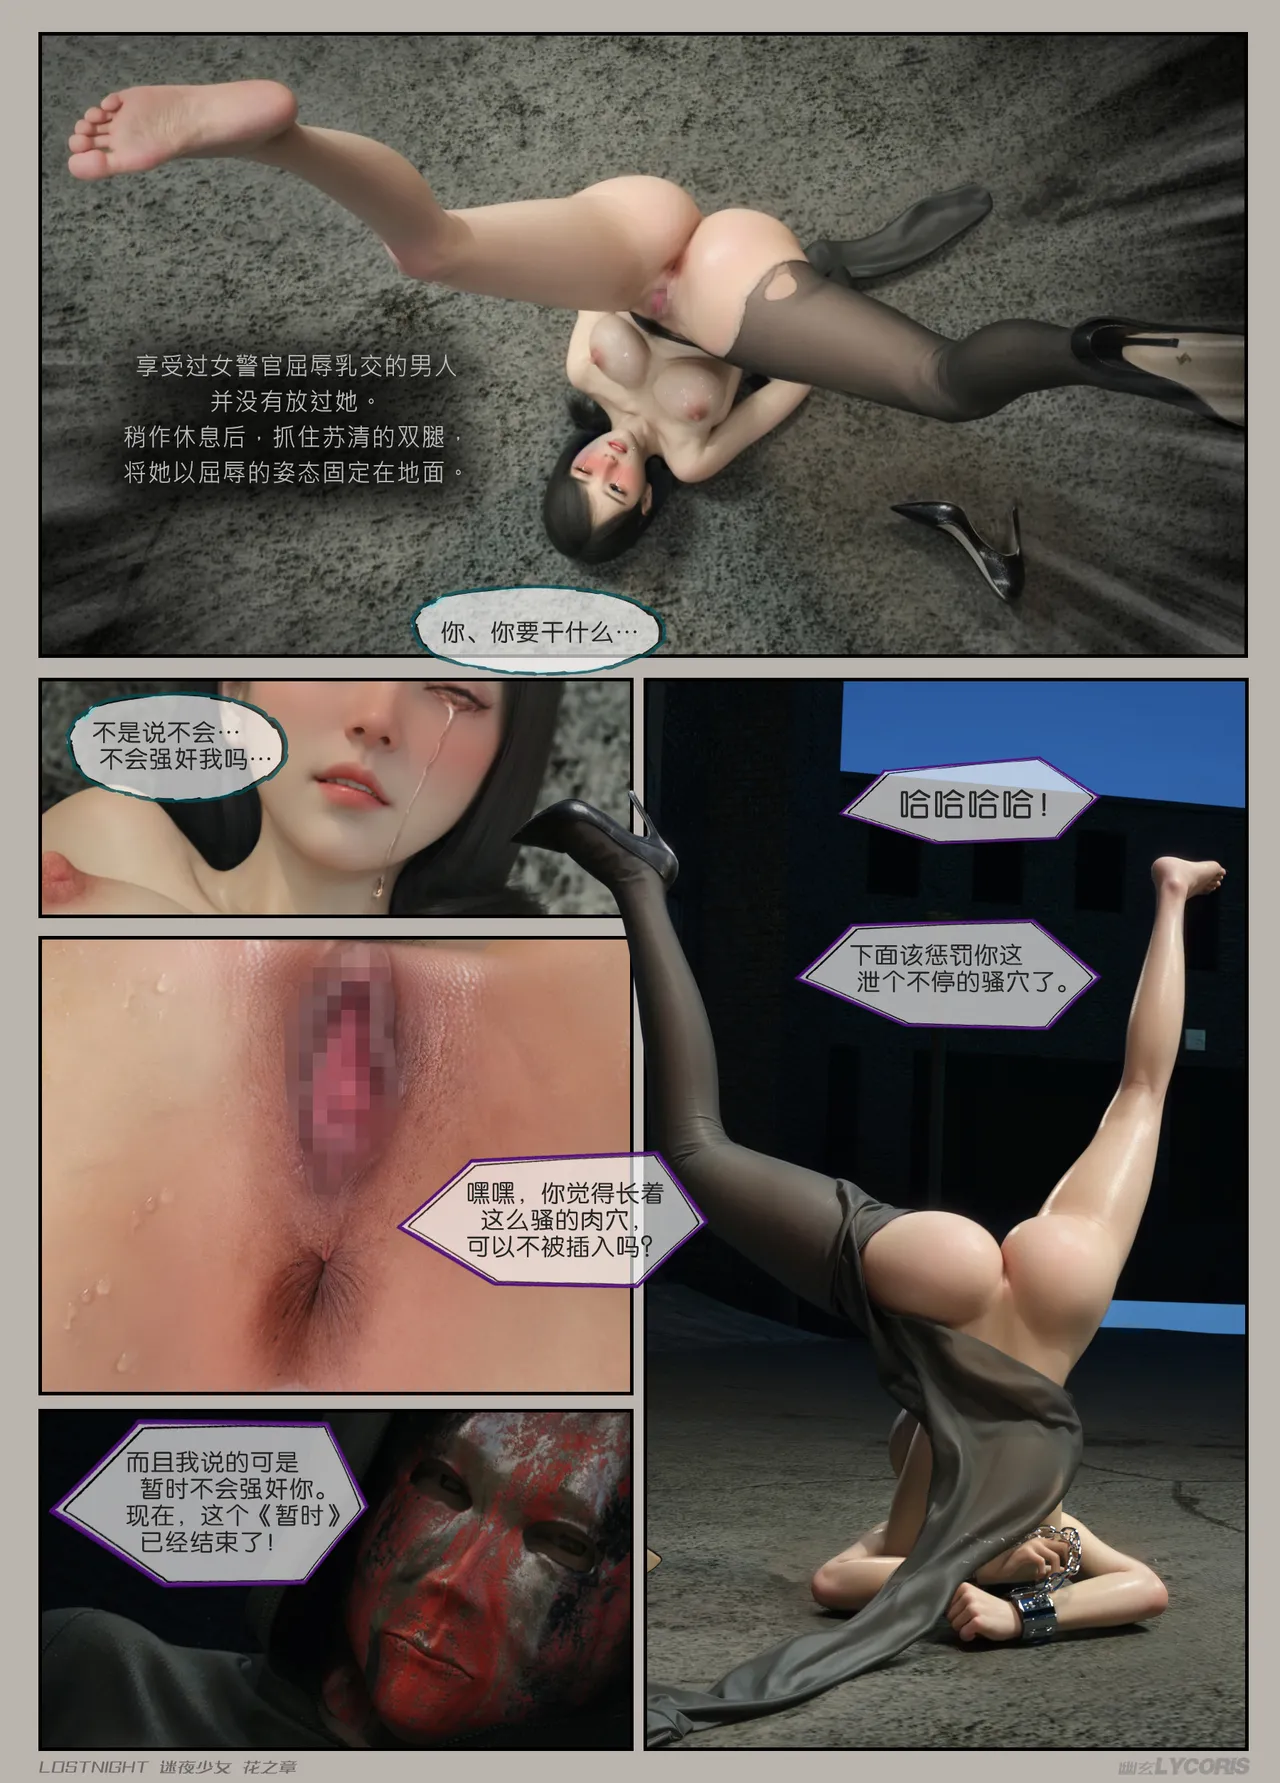 享受过女警官屈辱乳交的男人
并没有放过她。
稍作休息后，抓住苏清的双腿，
将她以屈辱的姿态固定在地面。
你、你要干什么…
不是说不会…
不会强奸我吗…
哈哈哈哈！
下面该惩罚你这
泄个不停的骚穴了。
嘿嘿，你觉得长着
这么骚的肉穴，
可以不被插入吗？
而且我说的可是
暂时不会强奸你。
现在，这个《暂时》
已经结束了！
LOSTNIGHT 迷夜少女 花之章
幽玄LYCORIS